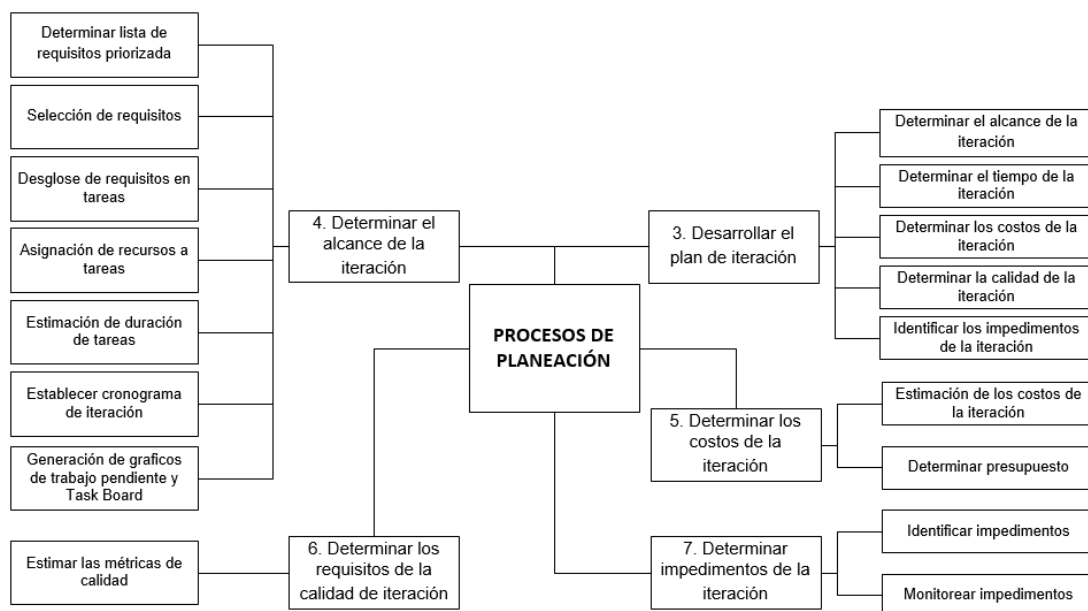 Determinar lista de
requisitos priorizada
Selección de requisitos
Desglose de requisitos en
tareas
Asignación de recursos a
tareas
Estimación de duración
de tareas
Establecer cronograma
de iteración
Generación de graficos
de trabajo pendiente y
Task Board
Estimar las métricas de
calidad
4. Determinar el
alcance de la
iteración
6. Determinar los
requisitos de la
calidad de iteración
PROCESOS DE
PLANEACIÓN
3. Desarrollar el
plan de iteración
5. Determinar los
costos de la
iteración
7. Determinar
impedimentos de la
iteración
Determinar el alcance de la
iteración
Determinar el tiempo de la
iteración
Determinar los costos de la
iteración
Determinar la calidad de la
iteración
Identificar los impedimentos
de la iteración
Estimación de los costos de
la iteración
Determinar presupuesto
Identificar impedimentos
Monitorear impedimentos